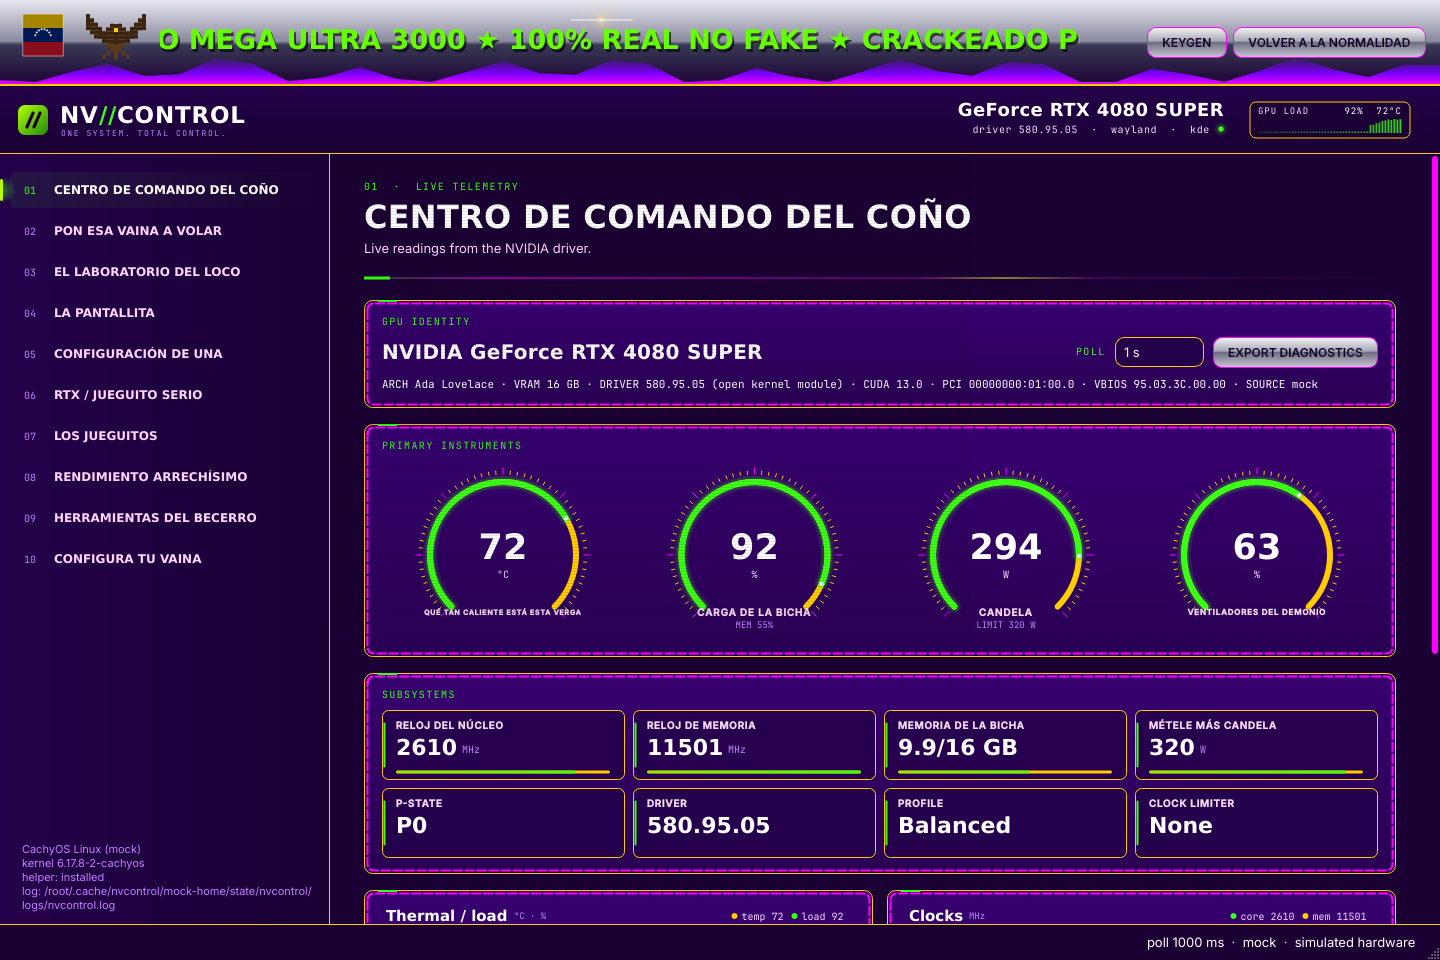 O MEGA ULTRA 3000 ★ 100% REAL NO FAKE ★ CRACKEADO P
KEYGEN
VOLVER A LA NORMALIDAD
NV//CONTROL
ONE SYSTEM. TOTAL CONTROL.
GeForce RTX 4080 SUPER
driver 580.95.05 · wayland · kde
GPU LOAD 92% 72°C
01 CENTRO DE COMANDO DEL COÑO
02 PON ESA VAINA A VOLAR
03 EL LABORATORIO DEL LOCO
04 LA PANTALLITA
05 CONFIGURACIÓN DE UNA
06 RTX / JUEGUITO SERIO
07 LOS JUEGUITOS
08 RENDIMIENTO ARRECHÍSIMO
09 HERRAMIENTAS DEL BECERRO
10 CONFIGURA TU VAINA
CachyOS Linux (mock)
kernel 6.17.8-2-cachyos
helper: installed
log: /root/.cache/nvcontrol/mock-home/state/nvcontrol/
logs/nvcontrol.log
01 · LIVE TELEMETRY
CENTRO DE COMANDO DEL COÑO
Live readings from the NVIDIA driver.
GPU IDENTITY
NVIDIA GeForce RTX 4080 SUPER
POLL 1 s
EXPORT DIAGNOSTICS
ARCH Ada Lovelace · VRAM 16 GB · DRIVER 580.95.05 (open kernel module) · CUDA 13.0 · PCI 00000000:01:00.0 · VBIOS 95.03.3C.00.00 · SOURCE mock
PRIMARY INSTRUMENTS
72
°C
QUÉ TAN CALIENTE ESTÁ ESTA VERGA
92
%
CARGA DE LA BICHA
MEM 55%
294
W
CANDELA
LIMIT 320 W
63
%
VENTILADORES DEL DEMONIO
SUBSYSTEMS
RELOJ DEL NÚCLEO
2610 MHz
RELOJ DE MEMORIA
11501 MHz
MEMORIA DE LA BICHA
9.9/16 GB
MÉTELE MÁS CANDELA
320 W
P-STATE
P0
DRIVER
580.95.05
PROFILE
Balanced
CLOCK LIMITER
None
Thermal / load °C · %
temp 72 load 92
Clocks MHz
core 2610 mem 11501
poll 1000 ms · mock · simulated hardware